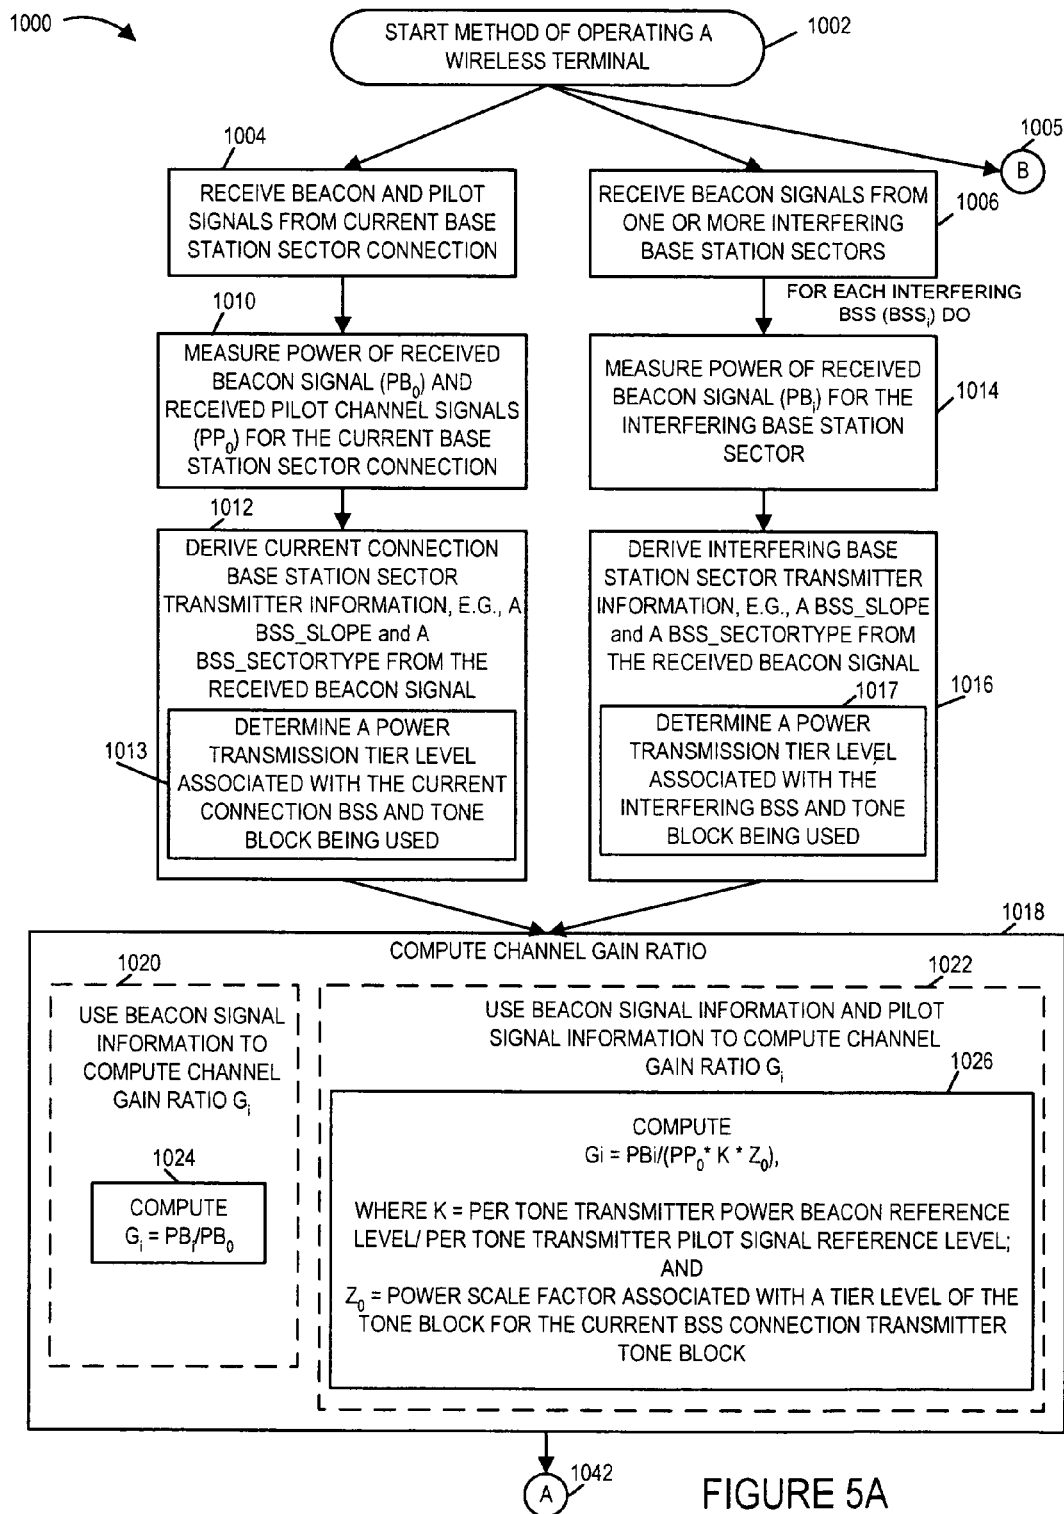 1000
START METHOD OF OPERATING A
WIRELESS TERMINAL
1002
1004
RECEIVE BEACON AND PILOT
SIGNALS FROM CURRENT BASE
STATION SECTOR CONNECTION
RECEIVE BEACON SIGNALS FROM
ONE OR MORE INTERFERING
BASE STATION SECTORS
1006
1005
B
FOR EACH INTERFERING
BSS (BSSi) DO
1010
MEASURE POWER OF RECEIVED
BEACON SIGNAL (PB0) AND
RECEIVED PILOT CHANNEL SIGNALS
(PP0) FOR THE CURRENT BASE
STATION SECTOR CONNECTION
MEASURE POWER OF RECEIVED
BEACON SIGNAL (PBi) FOR THE
INTERFERING BASE STATION
SECTOR
1014
1012
DERIVE CURRENT CONNECTION
BASE STATION SECTOR
TRANSMITTER INFORMATION, E.G., A
BSS_SLOPE and A
BSS_SECTORTYPE FROM THE
RECEIVED BEACON SIGNAL
1013
DETERMINE A POWER
TRANSMISSION TIER LEVEL
ASSOCIATED WITH THE CURRENT
CONNECTION BSS AND TONE
BLOCK BEING USED
DERIVE INTERFERING BASE
STATION SECTOR TRANSMITTER
INFORMATION, E.G., A BSS_SLOPE
and A BSS_SECTORTYPE FROM
THE RECEIVED BEACON SIGNAL
1017
1016
DETERMINE A POWER
TRANSMISSION TIER LEVEL
ASSOCIATED WITH THE
INTERFERING BSS AND TONE
BLOCK BEING USED
1018
COMPUTE CHANNEL GAIN RATIO
1020
USE BEACON SIGNAL
INFORMATION TO
COMPUTE CHANNEL
GAIN RATIO Gi
1024
COMPUTE
Gi = PBi/PB0
1022
USE BEACON SIGNAL INFORMATION AND PILOT
SIGNAL INFORMATION TO COMPUTE CHANNEL
GAIN RATIO Gi
1026
COMPUTE
Gi = PBi/(PP0* K * Z0),
WHERE K = PER TONE TRANSMITTER POWER BEACON REFERENCE
LEVEL/ PER TONE TRANSMITTER PILOT SIGNAL REFERENCE LEVEL;
AND
Z0 = POWER SCALE FACTOR ASSOCIATED WITH A TIER LEVEL OF THE
TONE BLOCK FOR THE CURRENT BSS CONNECTION TRANSMITTER
TONE BLOCK
A
1042
FIGURE 5A